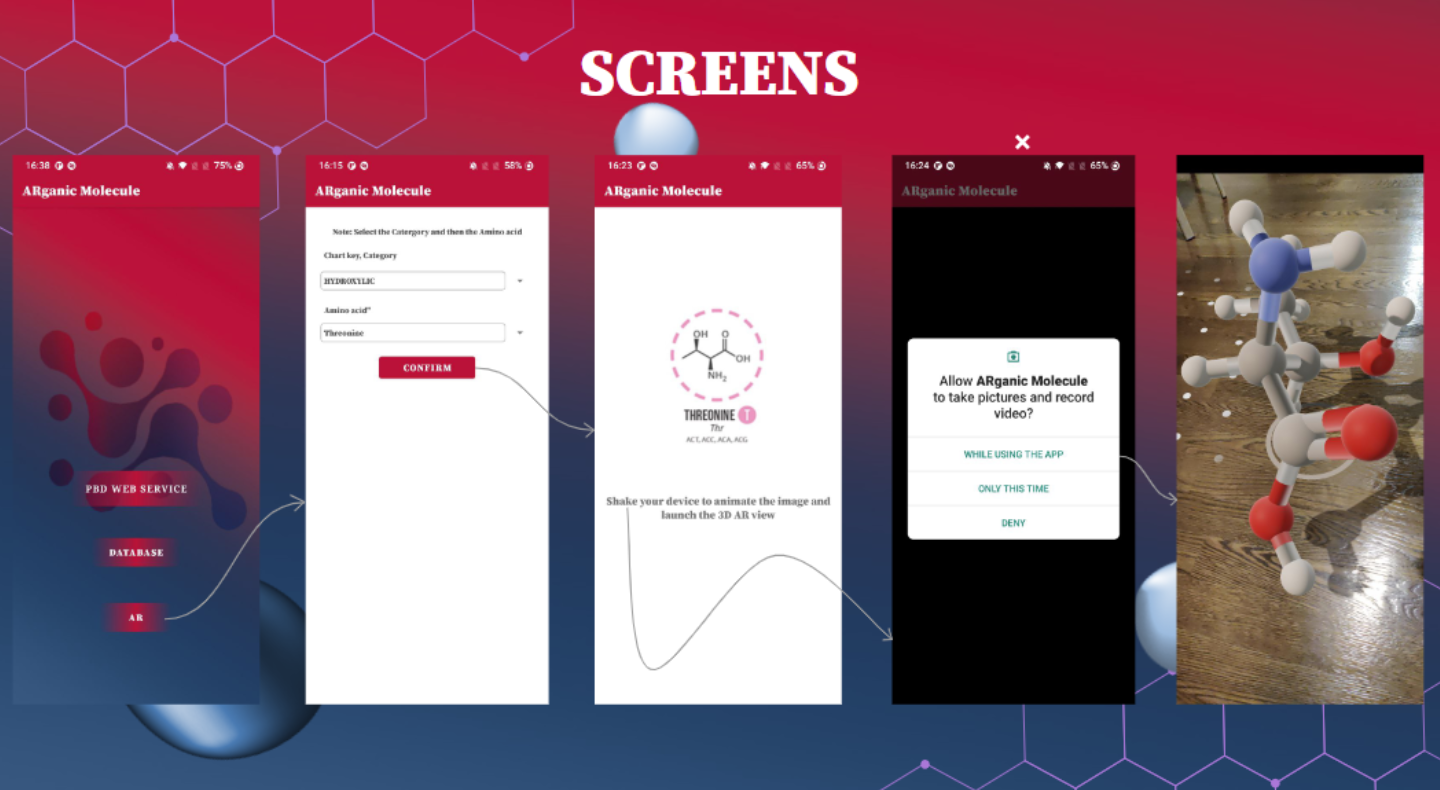 SCREENS
16:38
75%
ARganic Molecule
PBD WEB SERVICE
DATABASE
AR
16:15
58%
ARganic Molecule
Note: Select the Catergory and then the Amino acid
Chart key, Category
HYDROXYLIC
Amino acid*
Threonine
CONFIRM
16:23
65%
ARganic Molecule
OH
O
OH
NH2
THREONINE T
Thr
ACT, ACC, ACA, ACG
Shake your device to animate the image and
launch the 3D AR view
16:24
65%
ARganic Molecule
Allow ARganic Molecule
to take pictures and record
video?
WHILE USING THE APP
ONLY THIS TIME
DENY